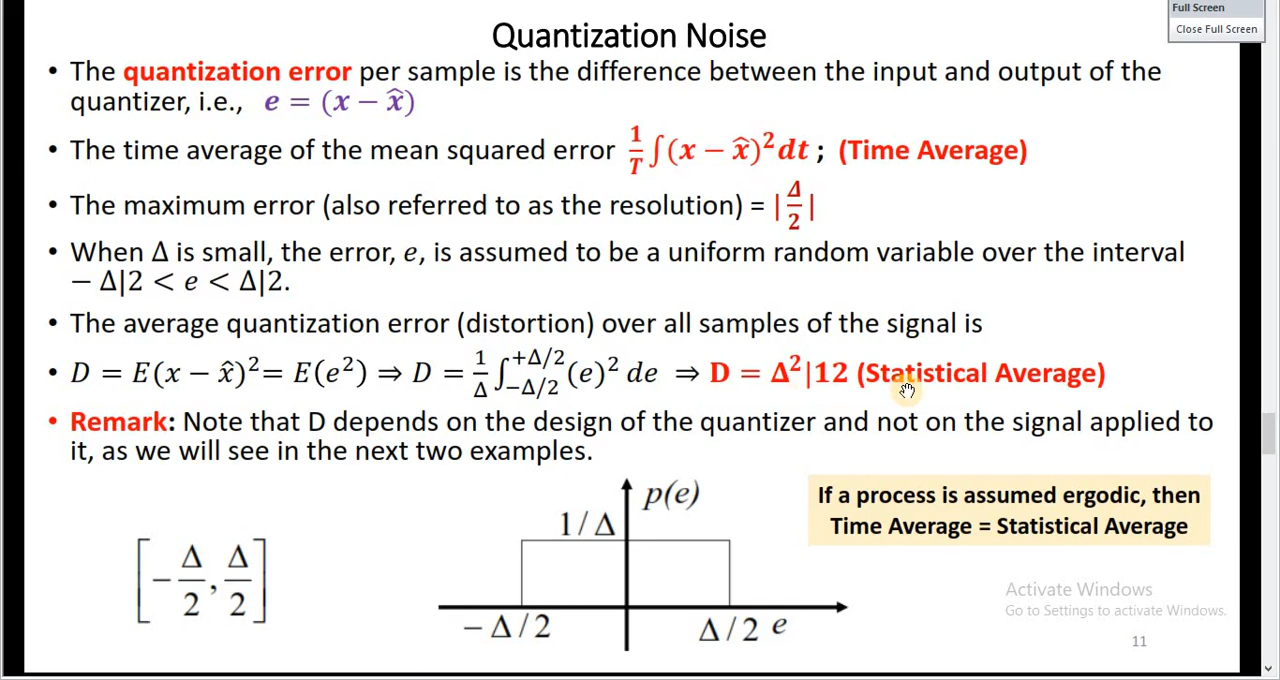 Full Screen
Close Full Screen
Quantization Noise
• The quantization error per sample is the difference between the input and output of the
quantizer, i.e., e = (x − x̂)
• The time average of the mean squared error 1/T ∫(x − x̂)² dt ; (Time Average)
• The maximum error (also referred to as the resolution) = |Δ/2|
• When Δ is small, the error, e, is assumed to be a uniform random variable over the interval
− Δ|2 < e < Δ|2.
• The average quantization error (distortion) over all samples of the signal is
• D = E(x − x̂)² = E(e²) ⇒ D = 1/Δ ∫_{−Δ/2}^{+Δ/2} (e)² de ⇒ D = Δ²|12 (Statistical Average)
• Remark: Note that D depends on the design of the quantizer and not on the signal applied to
it, as we will see in the next two examples.
p(e)
1/Δ
− Δ/2
Δ/2 e
[−Δ/2, Δ/2]
If a process is assumed ergodic, then
Time Average = Statistical Average
Activate Windows
Go to Settings to activate Windows.
11